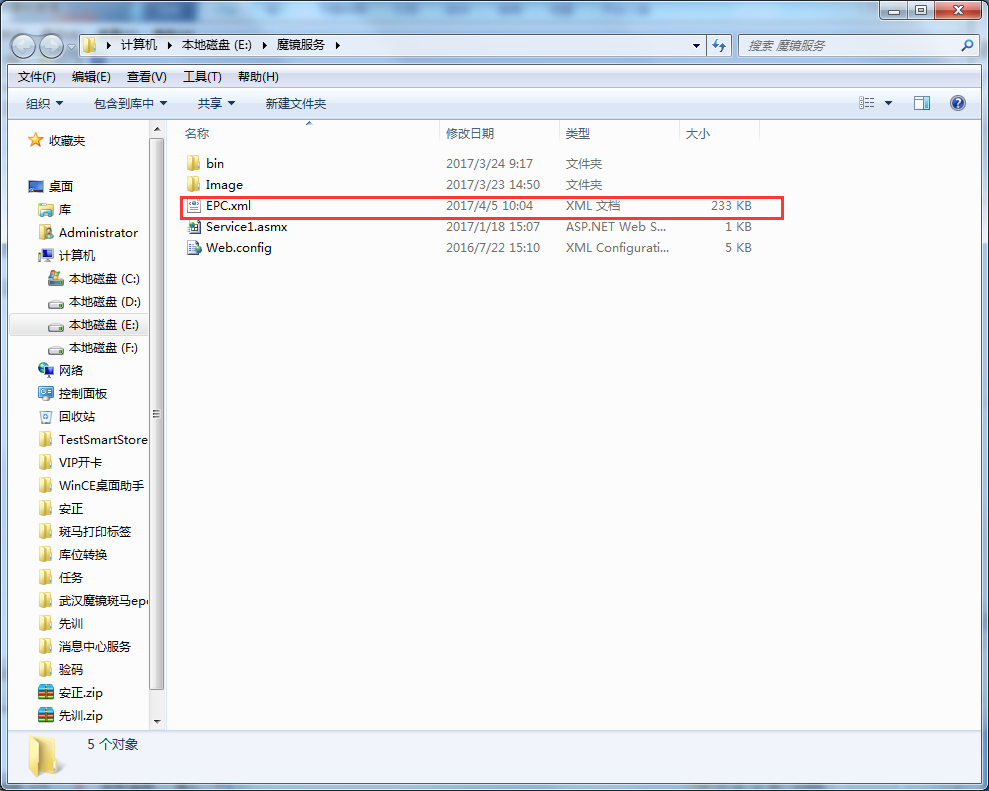 计算机 本地磁盘 (E:) 魔镜服务
搜索 魔镜服务
文件(F) 编辑(E) 查看(V) 工具(T) 帮助(H)
组织 包含到库中 共享 新建文件夹
收藏夹
桌面
库
Administrator
计算机
本地磁盘 (C:)
本地磁盘 (D:)
本地磁盘 (E:)
本地磁盘 (F:)
网络
控制面板
回收站
TestSmartStore
VIP开卡
WinCE桌面助手
安正
斑马打印标签
库位转换
任务
武汉魔镜斑马epc
先训
消息中心服务
验码
安正.zip
先训.zip
名称 修改日期 类型 大小
bin 2017/3/24 9:17 文件夹
Image 2017/3/23 14:50 文件夹
EPC.xml 2017/4/5 10:04 XML 文档 233 KB
Service1.asmx 2017/1/18 15:07 ASP.NET Web S... 1 KB
Web.config 2016/7/22 15:10 XML Configurati... 5 KB
5 个对象